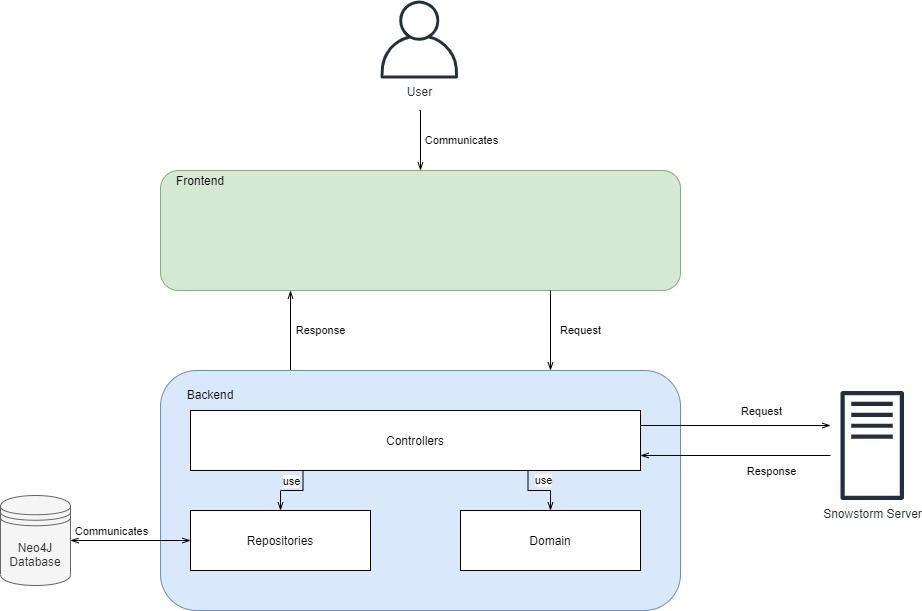 User
Communicates
Frontend
Response
Request
Backend
Controllers
Request
Response
Snowstorm Server
use
use
Communicates
Neo4J
Database
Repositories
Domain